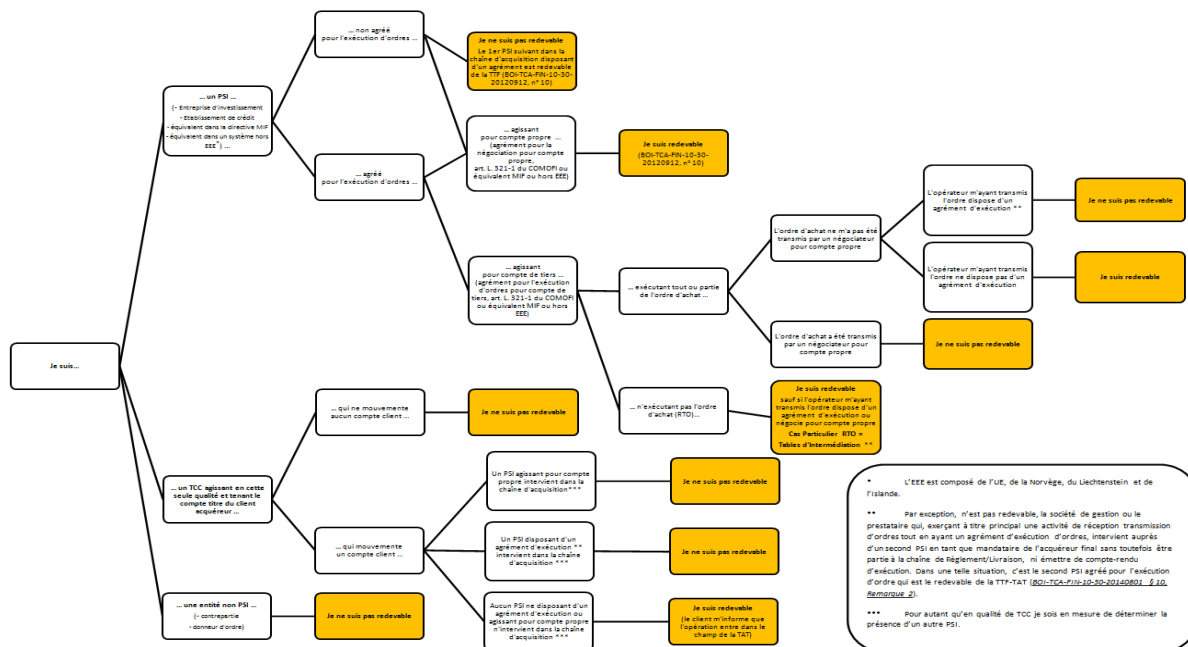 ... non agréé
pour l'exécution d'ordres ...
Je ne suis pas redevable
Le 1er PSI suivant dans la
chaîne d'acquisition disposant
d'un agrément est redevable
de la TTF (BOI-TCA-FIN-10-30-
20120912, n° 10)
... un PSI ...
(- Entreprise d'investissement
- Etablissement de crédit
- équivalent dans la directive MIF
- équivalent dans un système hors
EEE*) ...
... agréé
pour l'exécution d'ordres ...
... agissant
pour compte propre ...
(agrément pour la
négociation pour compte
propre,
art. L. 321-1 du COMOFI ou
équivalent MIF ou hors EEE)
Je suis redevable
(BOI-TCA-FIN-10-30-
20120912, n° 10)
... agissant
pour compte de tiers ...
(agrément pour l'exécution
d'ordres pour compte de
tiers, art. L. 321-1 du COMOFI
ou équivalent MIF ou hors
EEE)
... exécutant tout ou partie
de l'ordre d'achat ...
L'ordre d'achat ne m'a pas été
transmis par un négociateur
pour compte propre
L'opérateur m'ayant transmis
l'ordre dispose d'un
agrément d'exécution **
Je ne suis pas redevable
L'opérateur m'ayant transmis
l'ordre ne dispose pas d'un
agrément d'exécution
Je suis redevable
L'ordre d'achat a été transmis
par un négociateur pour
compte propre
Je ne suis pas redevable
... n'exécutant pas l'ordre
d'achat (RTO)...
Je suis redevable
sauf si l'opérateur m'ayant
transmis l'ordre dispose d'un
agrément d'exécution ou
négocie pour compte propre
Cas Particulier RTO =
Tables d'Intermédiation **
Je suis...
... un TCC agissant en cette
seule qualité et tenant le
compte titre du client
acquéreur ...
... qui ne mouvemente
aucun compte client ...
Je ne suis pas redevable
... qui mouvemente
un compte client ...
Un PSI agissant pour compte
propre intervient dans la
chaîne d'acquisition***
Je ne suis pas redevable
Un PSI disposant d'un
agrément d'exécution **
intervient dans la chaîne
d'acquisition ***
Je ne suis pas redevable
Aucun PSI ne disposant d'un
agrément d'exécution ou
agissant pour compte propre
n'intervient dans la chaîne
d'acquisition ***
Je suis redevable
(le client m'informe que
l'opération entre dans le
champ de la TAT)
... une entité non PSI ...
(- contrepartie
- donneur d'ordre)
Je ne suis pas redevable
* L'EEE est composé de l'UE, de la Norvège, du Liechtenstein et de
l'Islande.
** Par exception, n'est pas redevable, la société de gestion ou le
prestataire qui, exerçant à titre principal une activité de réception transmission
d'ordres tout en ayant un agrément d'exécution d'ordres, intervient auprès
d'un second PSI en tant que mandataire de l'acquéreur final sans toutefois être
partie à la chaîne de Règlement/Livraison, ni émettre de compte-rendu
d'exécution. Dans une telle situation, c'est le second PSI agréé pour l'exécution
d'ordre qui est le redevable de la TTF-TAT (BOI-TCA-FIN-10-30-20140801 § 10,
Remarque 2).
*** Pour autant qu'en qualité de TCC je sois en mesure de déterminer la
présence d'un autre PSI.